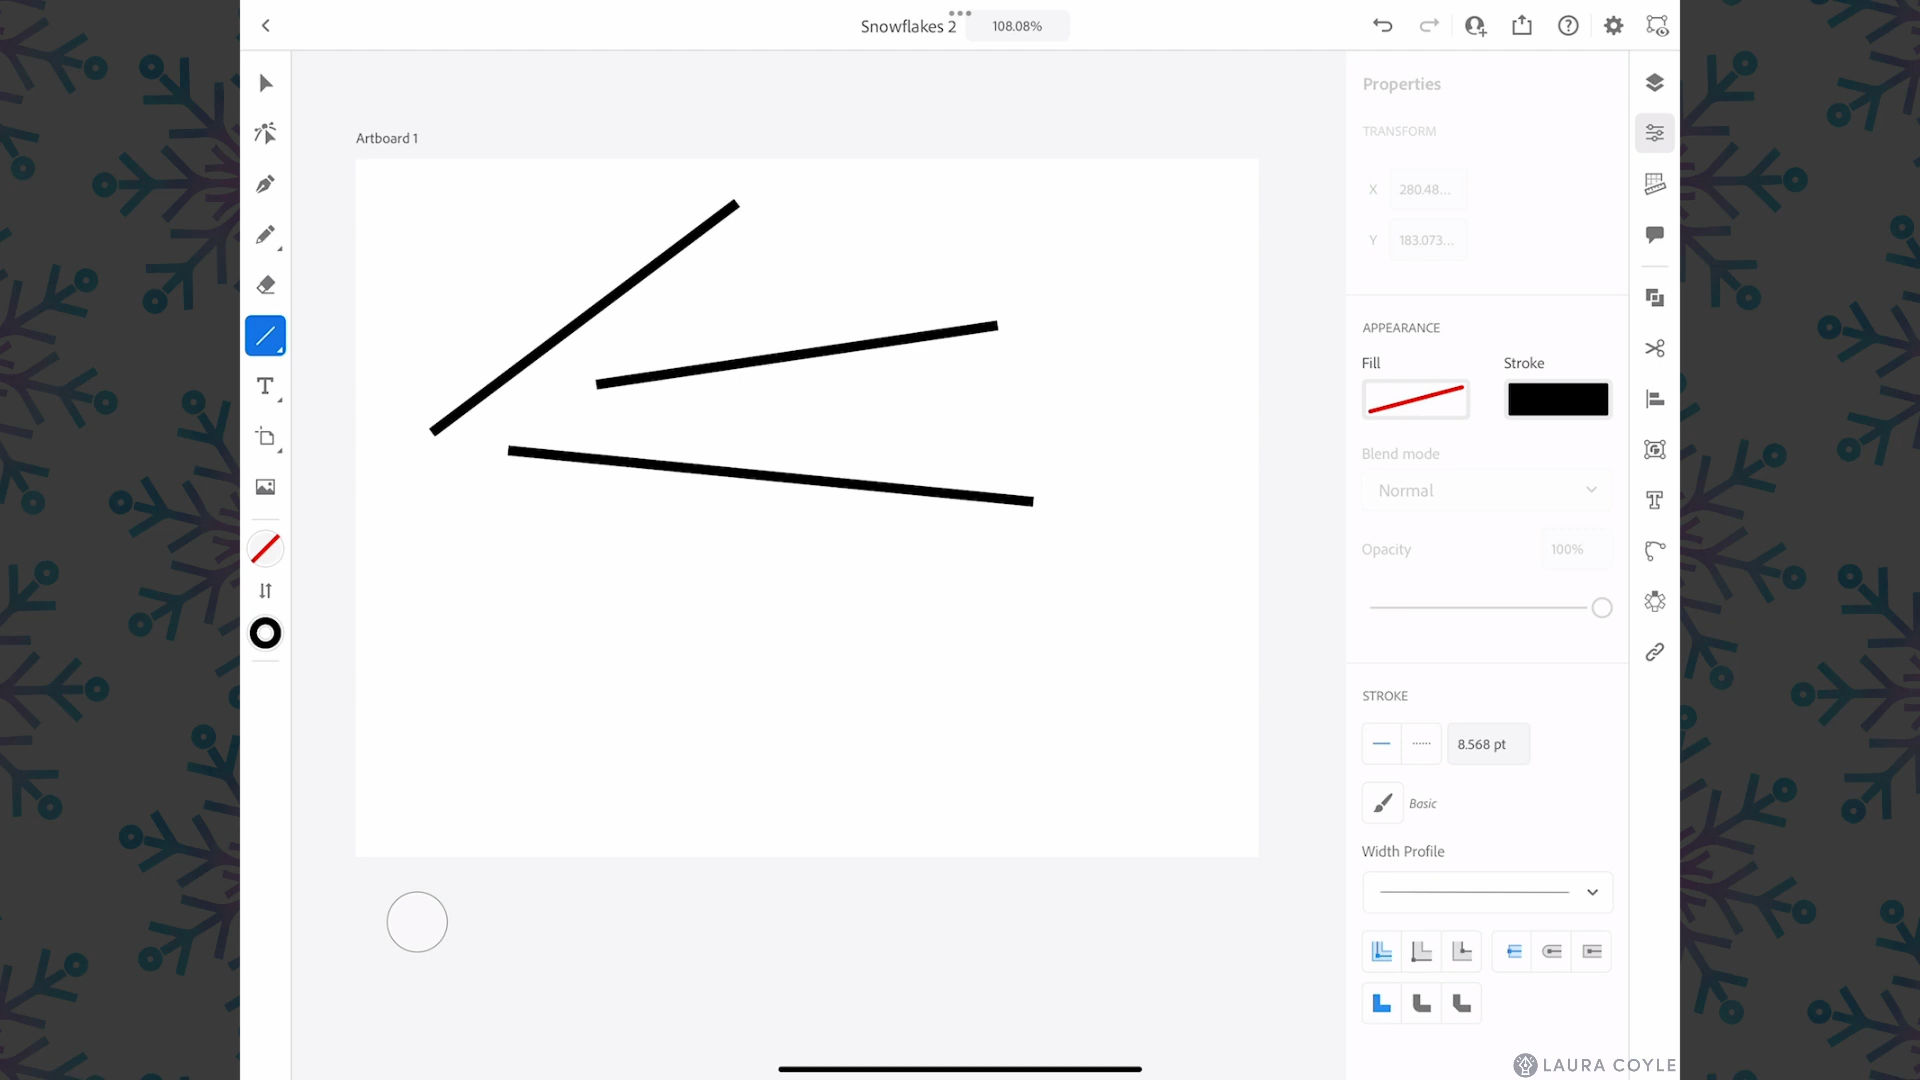 Snowflakes 2
108.08%
Properties
Artboard 1
TRANSFORM
X 280.48...
Y 183.073...
APPEARANCE
Fill Stroke
Blend mode
Normal
Opacity 100%
STROKE
8.568 pt
Basic
Width Profile
LAURA COYLE